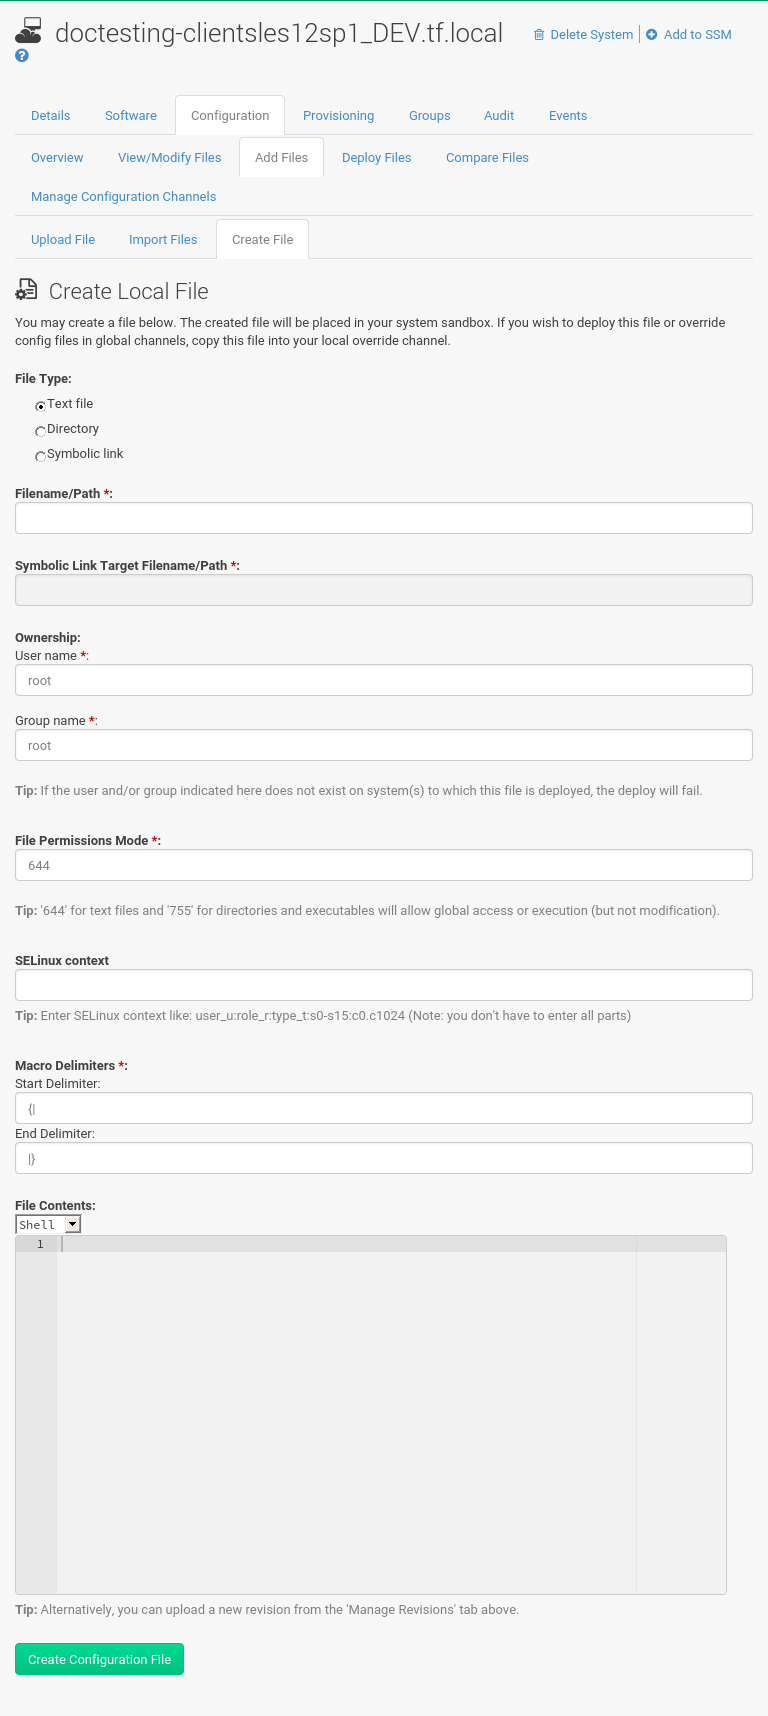 doctesting-clientsles12sp1_DEV.tf.local Delete System Add to SSM
Details Software Configuration Provisioning Groups Audit Events
Overview View/Modify Files Add Files Deploy Files Compare Files
Manage Configuration Channels
Upload File Import Files Create File
Create Local File
You may create a file below. The created file will be placed in your system sandbox. If you wish to deploy this file or override
config files in global channels, copy this file into your local override channel.
File Type:
Text file
Directory
Symbolic link
Filename/Path *:
Symbolic Link Target Filename/Path *:
Ownership:
User name *:
root
Group name *:
root
Tip: If the user and/or group indicated here does not exist on system(s) to which this file is deployed, the deploy will fail.
File Permissions Mode *:
644
Tip: '644' for text files and '755' for directories and executables will allow global access or execution (but not modification).
SELinux context
Tip: Enter SELinux context like: user_u:role_r:type_t:s0-s15:c0.c1024 (Note: you don't have to enter all parts)
Macro Delimiters *:
Start Delimiter:
{|
End Delimiter:
|}
File Contents:
Shell
1
Tip: Alternatively, you can upload a new revision from the 'Manage Revisions' tab above.
Create Configuration File